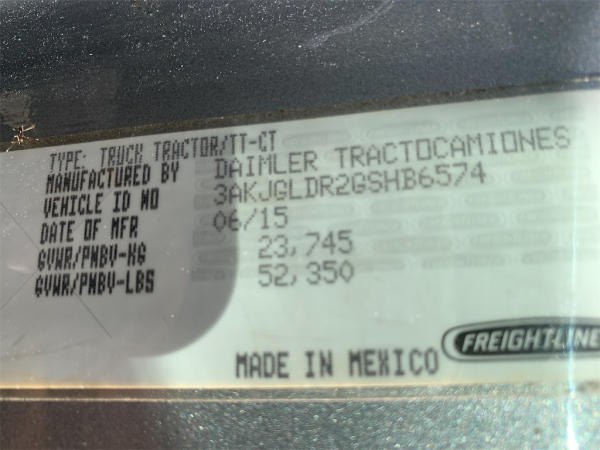 TYPE: TRUCK TRACTOR/TT-CT
MANUFACTURED BY DAIMLER TRACTOCAMIONES
VEHICLE ID NO 3AKJGLDR2GSHB6574
DATE OF MFR 06/15
GVWR/PNBV-KG 23,745
GVWR/PNBV-LBS 52,350
MADE IN MEXICO
FREIGHTLINE